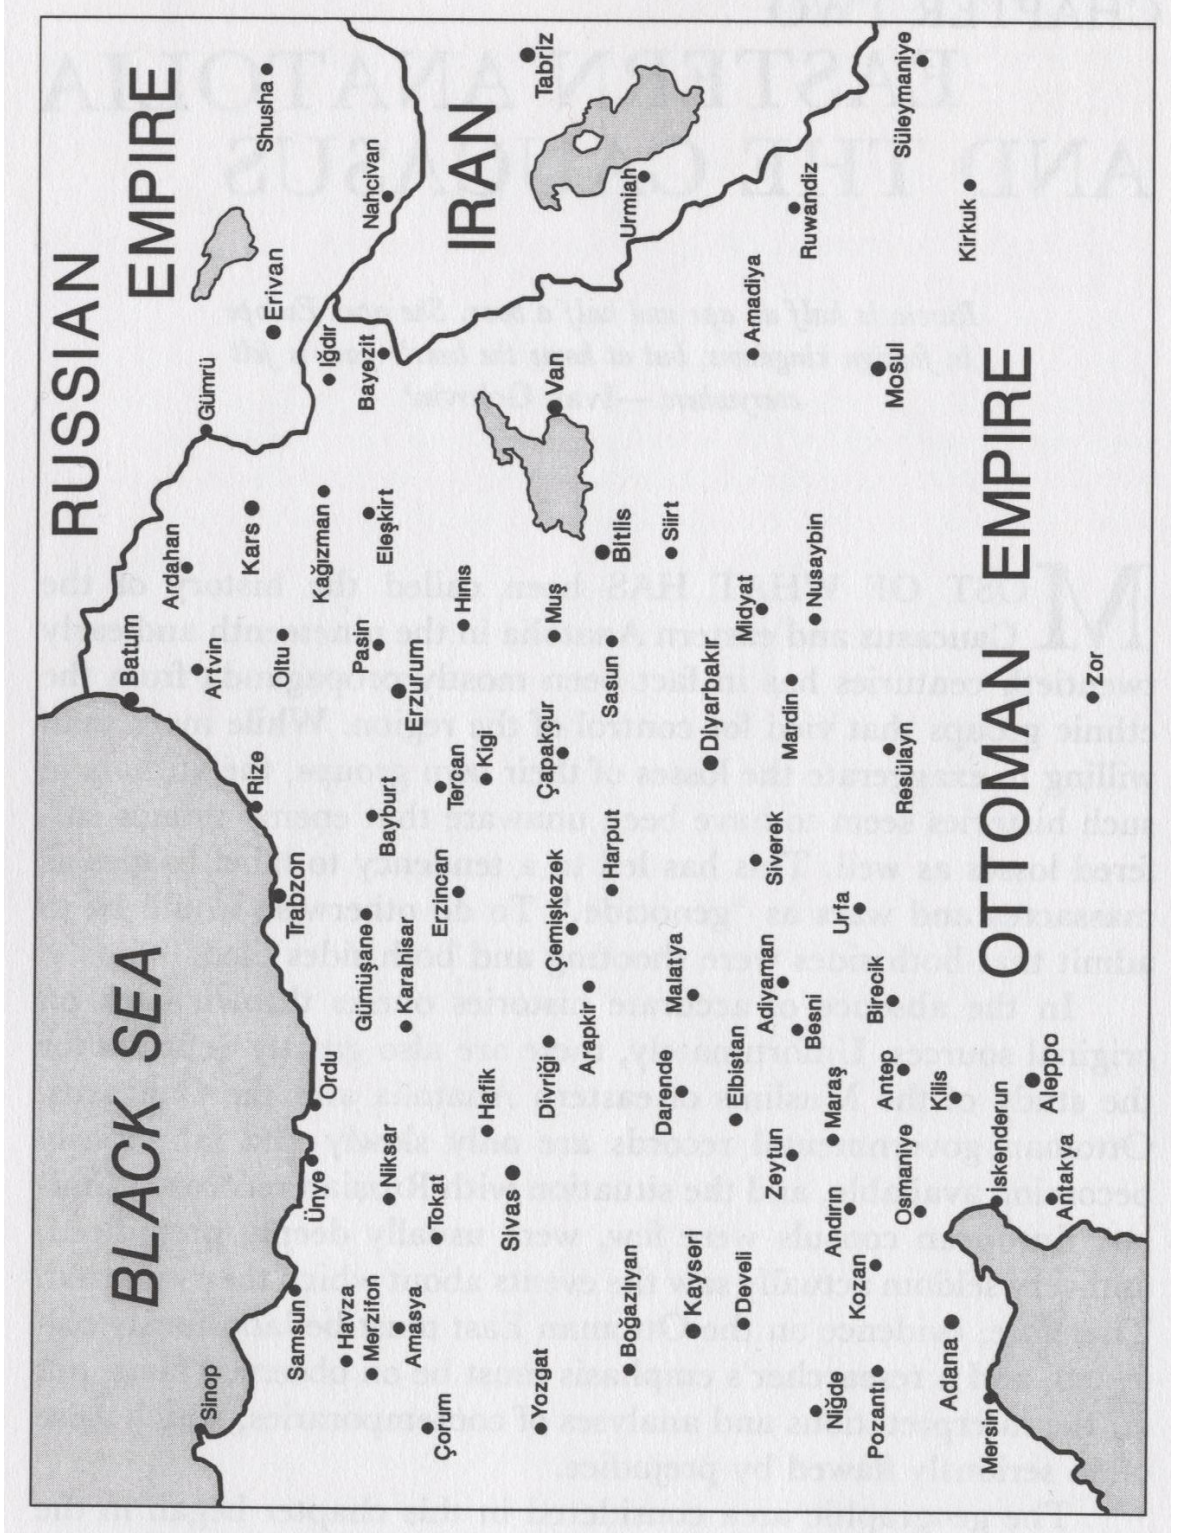 RUSSIAN
EMPIRE
BLACK SEA
Batum
Ardahan
Gümrü
Shusha
Sinop
Artvin
Kars
Erivan
Rize
Oltu
Samsun
Trabzon
Kağızman
Iğdır
Ünye
Ordu
Havza
Merzifon
Gümüşane
Pasin
Bayezit
Nahcivan
Niksar
Karahisar
Bayburt
Eleşkirt
Amasya
Erzurum
Çorum
Tokat
Erzincan
Tercan
Hınıs
IRAN
Hafik
Kigi
Sivas
Yozgat
Divriği
Çemişkezek
Çapakçur
Muş
Van
Tabriz
Arapkir
Harput
Sasun
Bitlis
Boğazlıyan
Urmiah
Darende
Malatya
Siirt
Kayseri
Diyarbakır
Develi
Elbistan
Midyat
Amadiya
Zeytun
Adıyaman
Siverek
Mardin
Nusaybin
Ruwandiz
Niğde
Andırın
Maraş
Besni
Urfa
Pozantı
Kozan
Antep
Birecik
Resülayn
Mosul
Süleymaniye
Osmaniye
Kilis
Adana
Kirkuk
Mersin
Iskenderun
OTTOMAN EMPIRE
Aleppo
Antakya
Zor